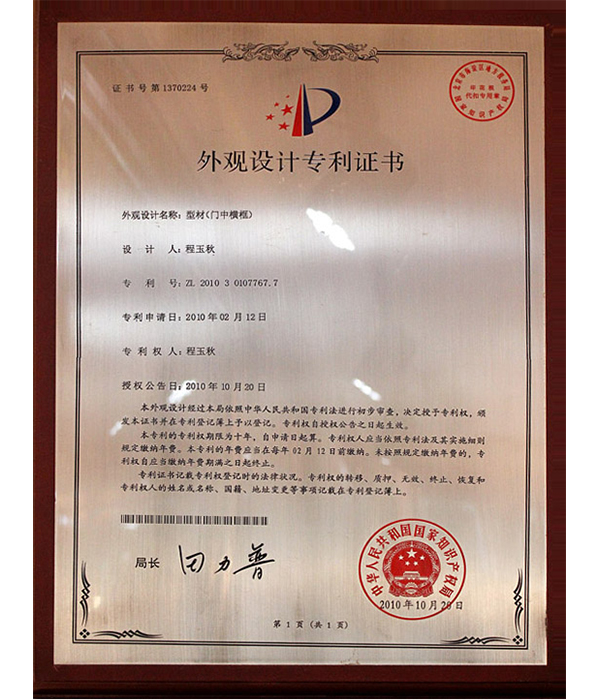 证书号第1370224号
外观设计专利证书
外观设计名称：型材(门中横框)
设 计 人：程玉秋
专 利 号：ZL 2010 3 0107767.7
专利申请日：2010年02月12日
专 利 权 人：程玉秋
授权公告日：2010年10月20日
本外观设计经过本局依照中华人民共和国专利法进行初步审查，决定授予专利权，颁
发本证书并在专利登记簿上予以登记。专利权自授权公告之日起生效。
本专利的专利权期限为十年，自申请日起算。专利权人应当依照专利法及其实施细则
规定缴纳年费。本专利的年费应当在每年02月12日前缴纳。未按照规定缴纳年费的，专
利权自应当缴纳年费期满之日起终止。
专利证书记载专利权登记时的法律状况。专利权的转移、质押、无效、终止、恢复和
专利权人的姓名或名称、国籍、地址变更等事项记载在专利登记簿上。
局长 田力普
中华人民共和国国家知识产权局
2010年10月20日
第1页(共1页)